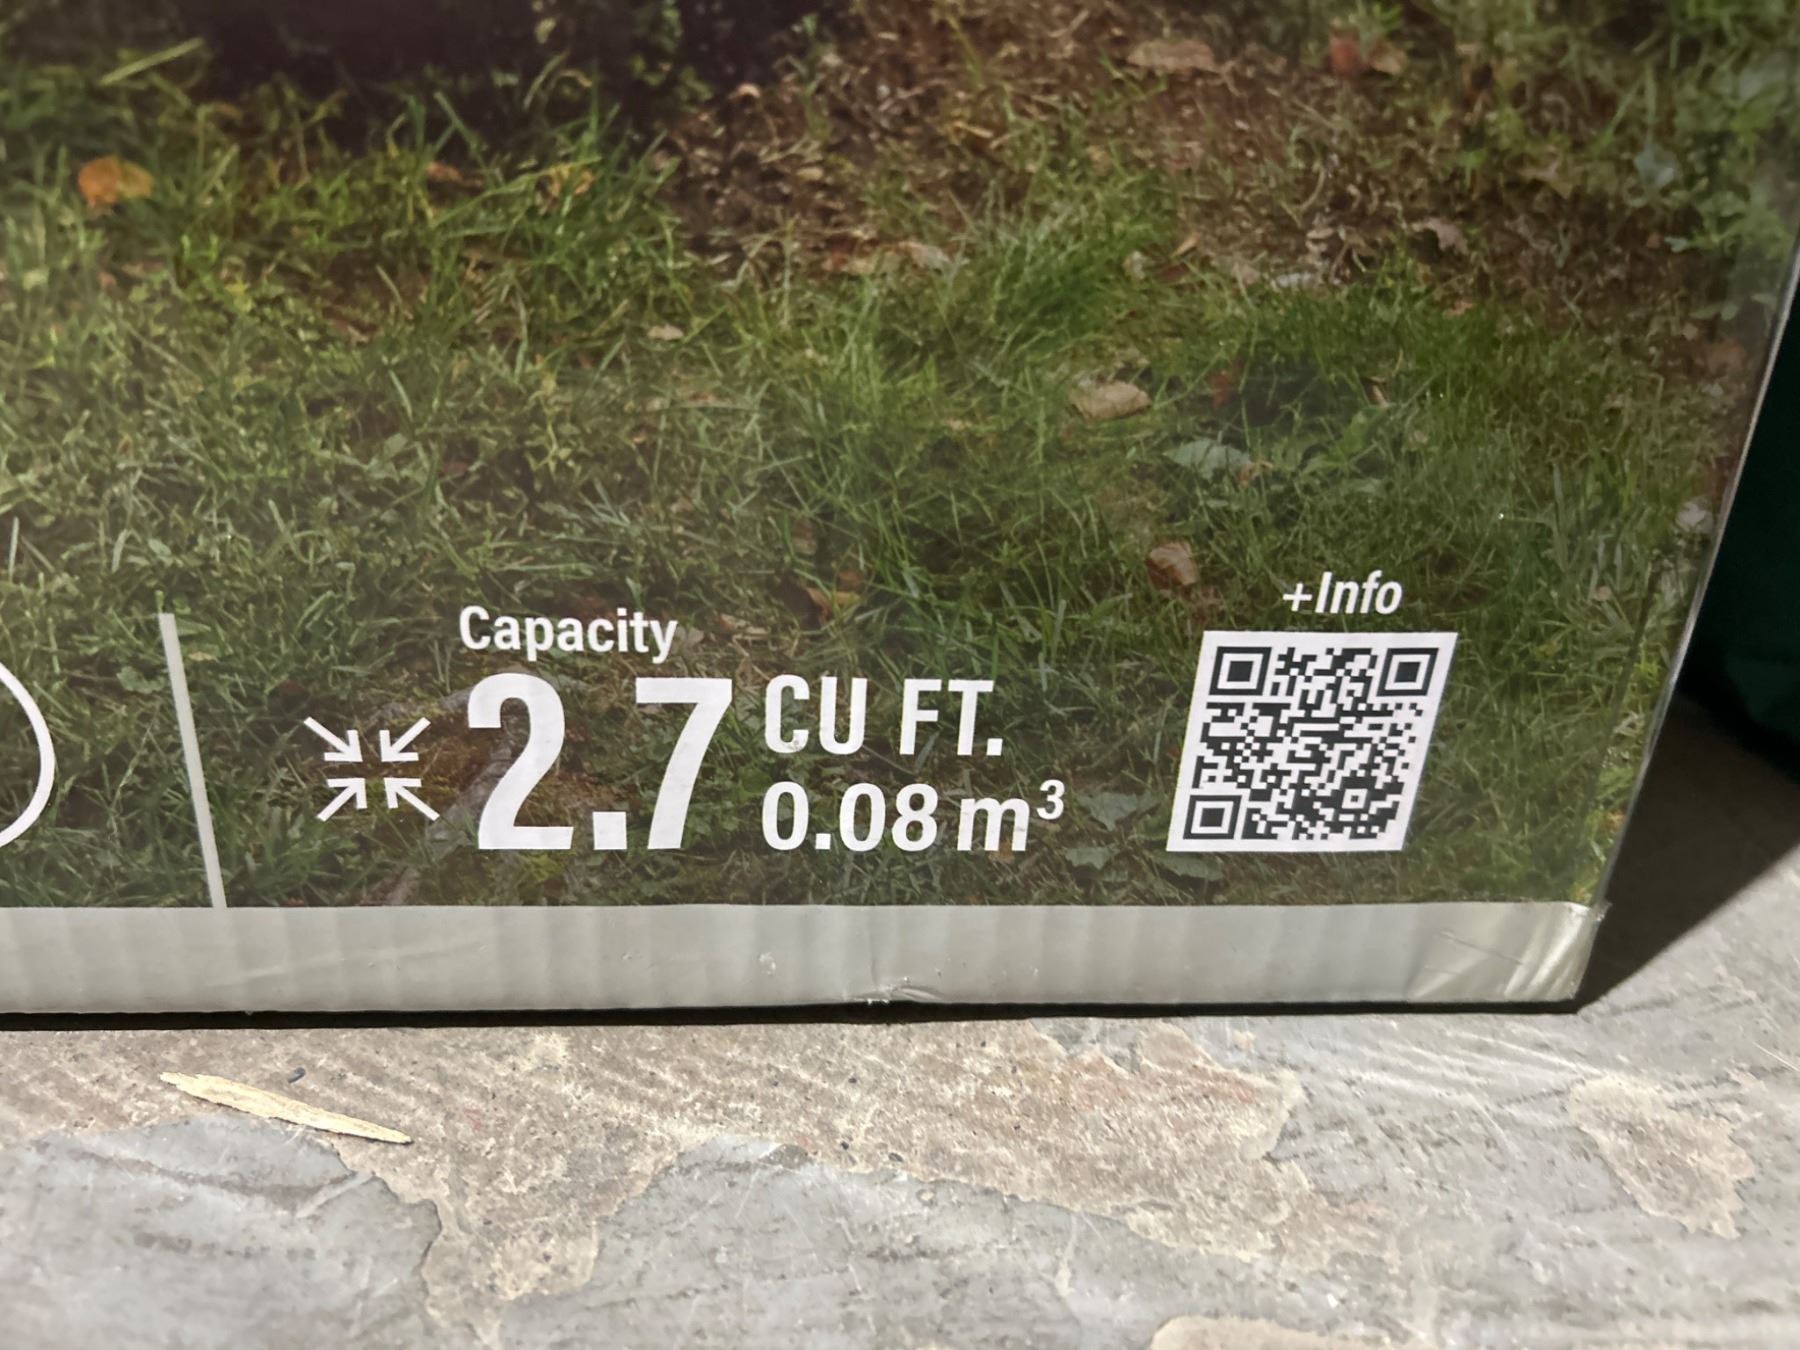 Capacity
2.7 CU FT.
0.08 m³
+Info